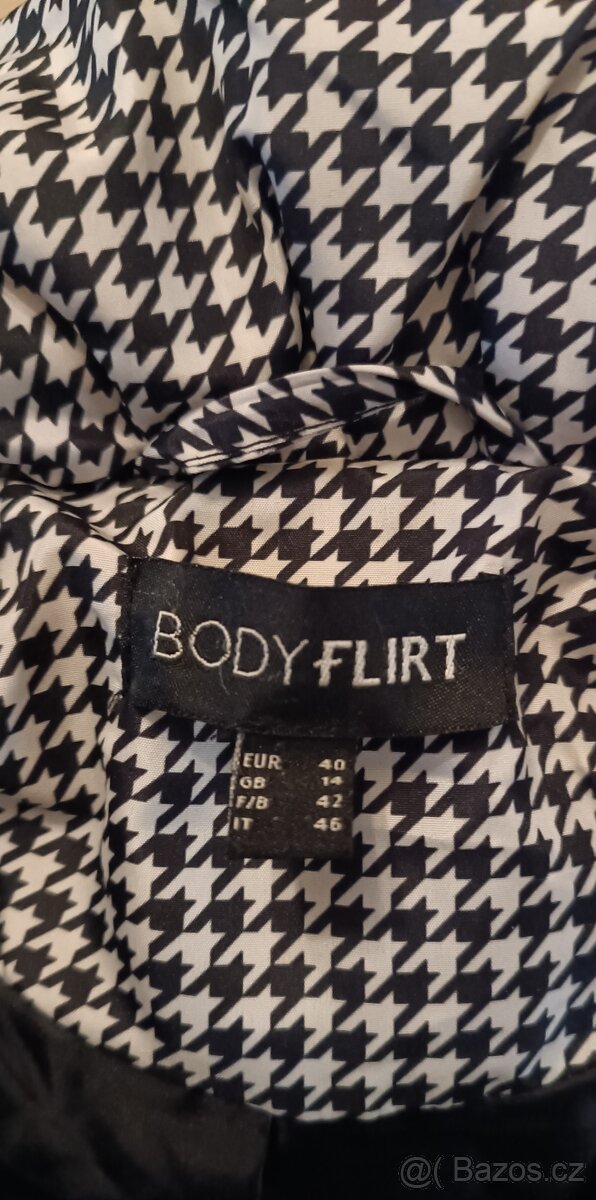 BODY FLIRT
EUR 40
GB 14
F/B 42
IT 46
@( Bazos.cz